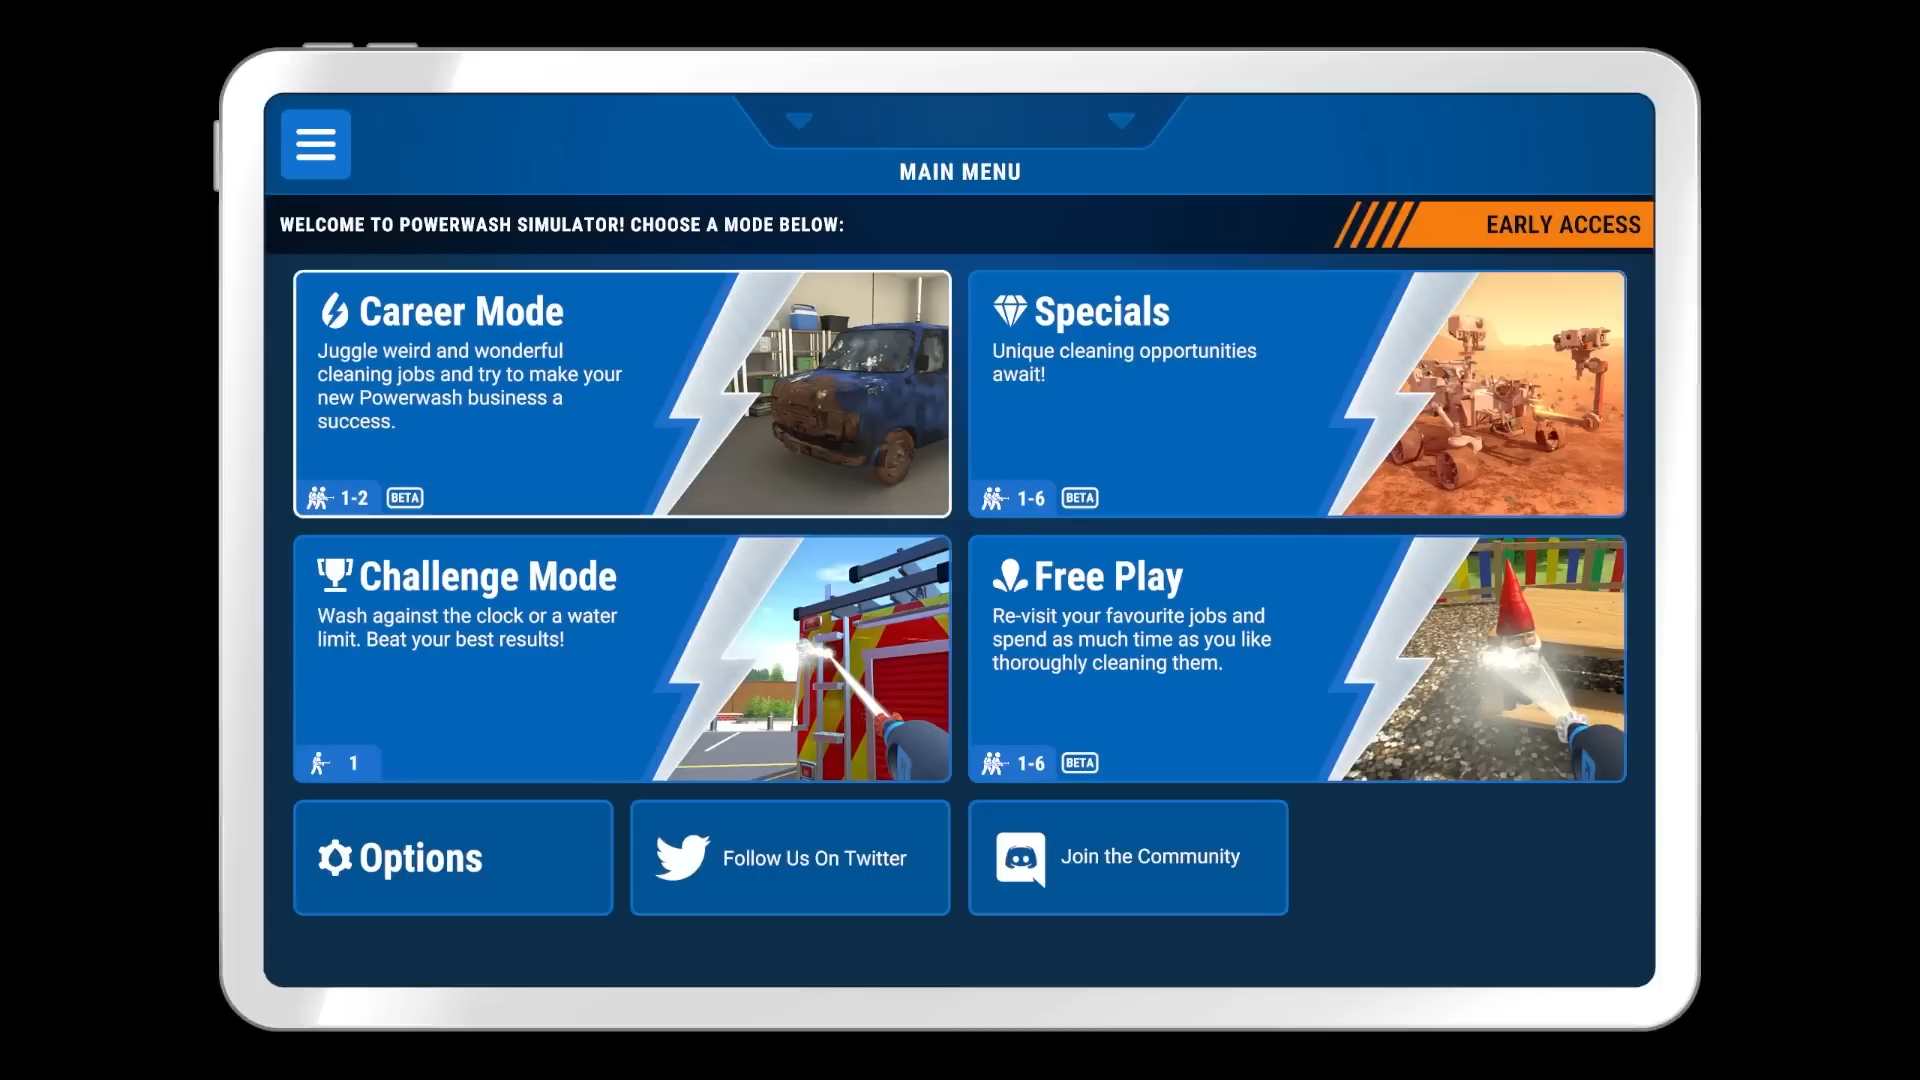 MAIN MENU
WELCOME TO POWERWASH SIMULATOR! CHOOSE A MODE BELOW:
EARLY ACCESS
Career Mode
Juggle weird and wonderful
cleaning jobs and try to make your
new Powerwash business a
success.
1-2 BETA
Specials
Unique cleaning opportunities
await!
1-6 BETA
Challenge Mode
Wash against the clock or a water
limit. Beat your best results!
1
Free Play
Re-visit your favourite jobs and
spend as much time as you like
thoroughly cleaning them.
1-6 BETA
Options
Follow Us On Twitter
Join the Community